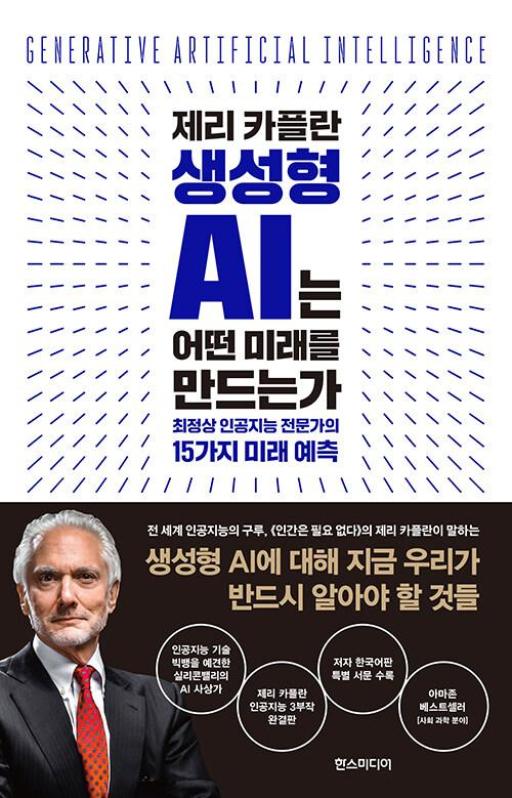 GENERATIVE ARTIFICIAL INTELLIGENCE
제리 카플란
생성형
AI는
어떤 미래를
만드는가
최정상 인공지능 전문가의
15가지 미래 예측
전 세계 인공지능의 구루, 《인간은 필요 없다》의 제리 카플란이 말하는
생성형 AI에 대해 지금 우리가
반드시 알아야 할 것들
인공지능 기술
빅뱅을 예견한
실리콘밸리의
AI 사상가
제리 카플란
인공지능 3부작
완결판
저자 한국어판
특별 서문 수록
아마존
베스트셀러
[사회 과학 분야]
한스미디어